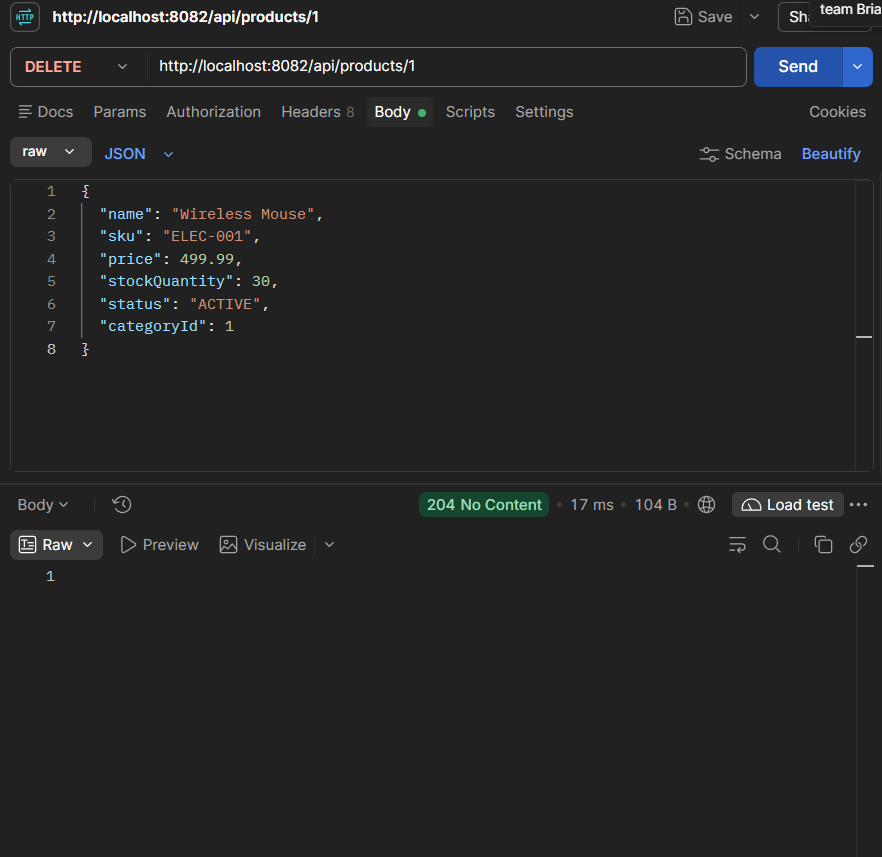 HTTP http://localhost:8082/api/products/1 Save Sh team Bria
DELETE http://localhost:8082/api/products/1 Send
Docs Params Authorization Headers 8 Body Scripts Settings Cookies
raw JSON Schema Beautify
1 {
2 "name": "Wireless Mouse",
3 "sku": "ELEC-001",
4 "price": 499.99,
5 "stockQuantity": 30,
6 "status": "ACTIVE",
7 "categoryId": 1
8 }
Body 204 No Content 17 ms 104 B Load test
Raw Preview Visualize
1